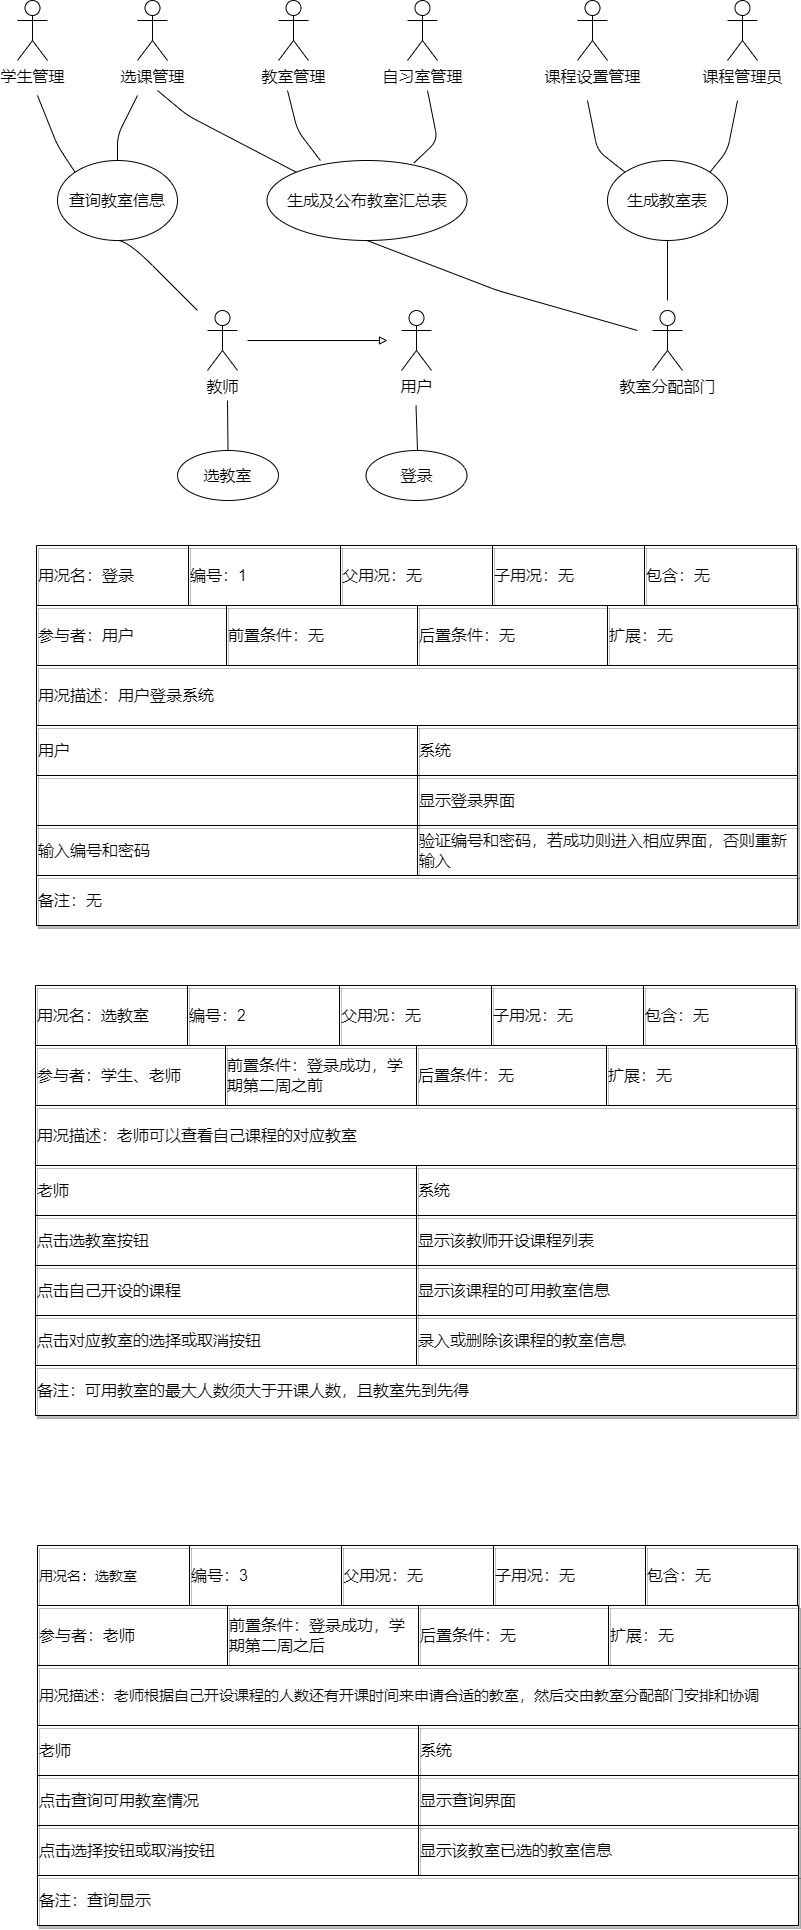 学生管理
选课管理
教室管理
自习室管理
课程设置管理
课程管理员
查询教室信息
生成及公布教室汇总表
生成教室表
教师
用户
教室分配部门
选教室
登录
用况名：登录
编号：1
父用况：无
子用况：无
包含：无
参与者：用户
前置条件：无
后置条件：无
扩展：无
用况描述：用户登录系统
用户
系统
显示登录界面
输入编号和密码
验证编号和密码，若成功则进入相应界面，否则重新
输入
备注：无
用况名：选教室
编号：2
父用况：无
子用况：无
包含：无
参与者：学生、老师
前置条件：登录成功，学
期第二周之前
后置条件：无
扩展：无
用况描述：老师可以查看自己课程的对应教室
老师
系统
点击选教室按钮
显示该教师开设课程列表
点击自己开设的课程
显示该课程的可用教室信息
点击对应教室的选择或取消按钮
录入或删除该课程的教室信息
备注：可用教室的最大人数须大于开课人数，且教室先到先得
用况名：选教室
编号：3
父用况：无
子用况：无
包含：无
参与者：老师
前置条件：登录成功，学
期第二周之后
后置条件：无
扩展：无
用况描述：老师根据自己开设课程的人数还有开课时间来申请合适的教室，然后交由教室分配部门安排和协调
老师
系统
点击查询可用教室情况
显示查询界面
点击选择按钮或取消按钮
显示该教室已选的教室信息
备注：查询显示